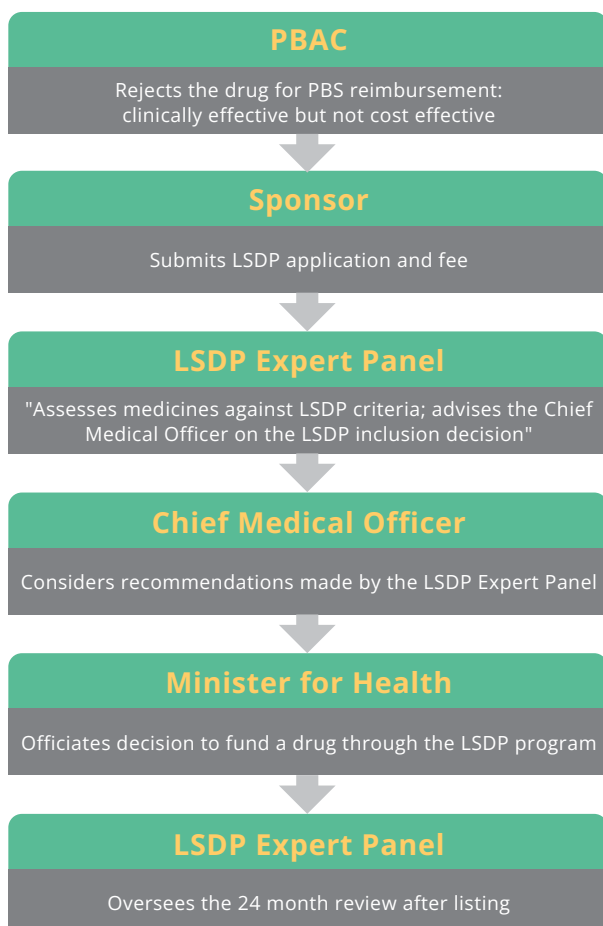 PBAC
Rejects the drug for PBS reimbursement:
clinically effective but not cost effective
Sponsor
Submits LSDP application and fee
LSDP Expert Panel
"Assesses medicines against LSDP criteria; advises the Chief
Medical Officer on the LSDP inclusion decision"
Chief Medical Officer
Considers recommendations made by the LSDP Expert Panel
Minister for Health
Officiates decision to fund a drug through the LSDP program
LSDP Expert Panel
Oversees the 24 month review after listing